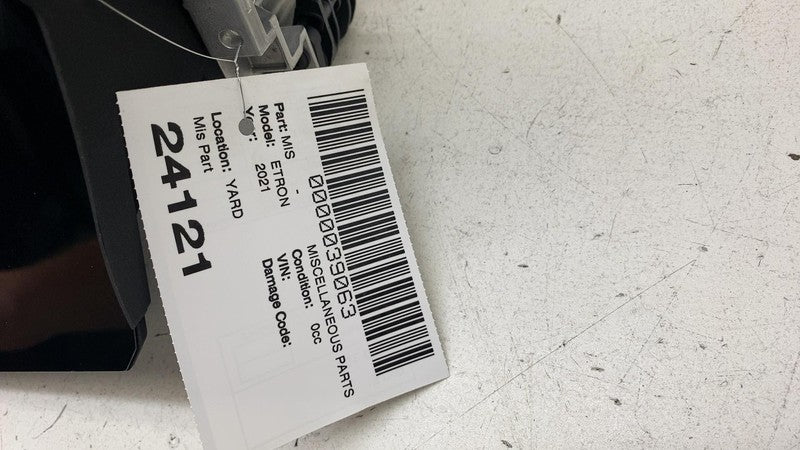 0000039063
Part: MIS - MISCELLANEOUS PARTS
Model: ETRON Condition: 0cc
Year: 2021 VIN:
Damage Code:
Location: YARD
Mis Part
24121